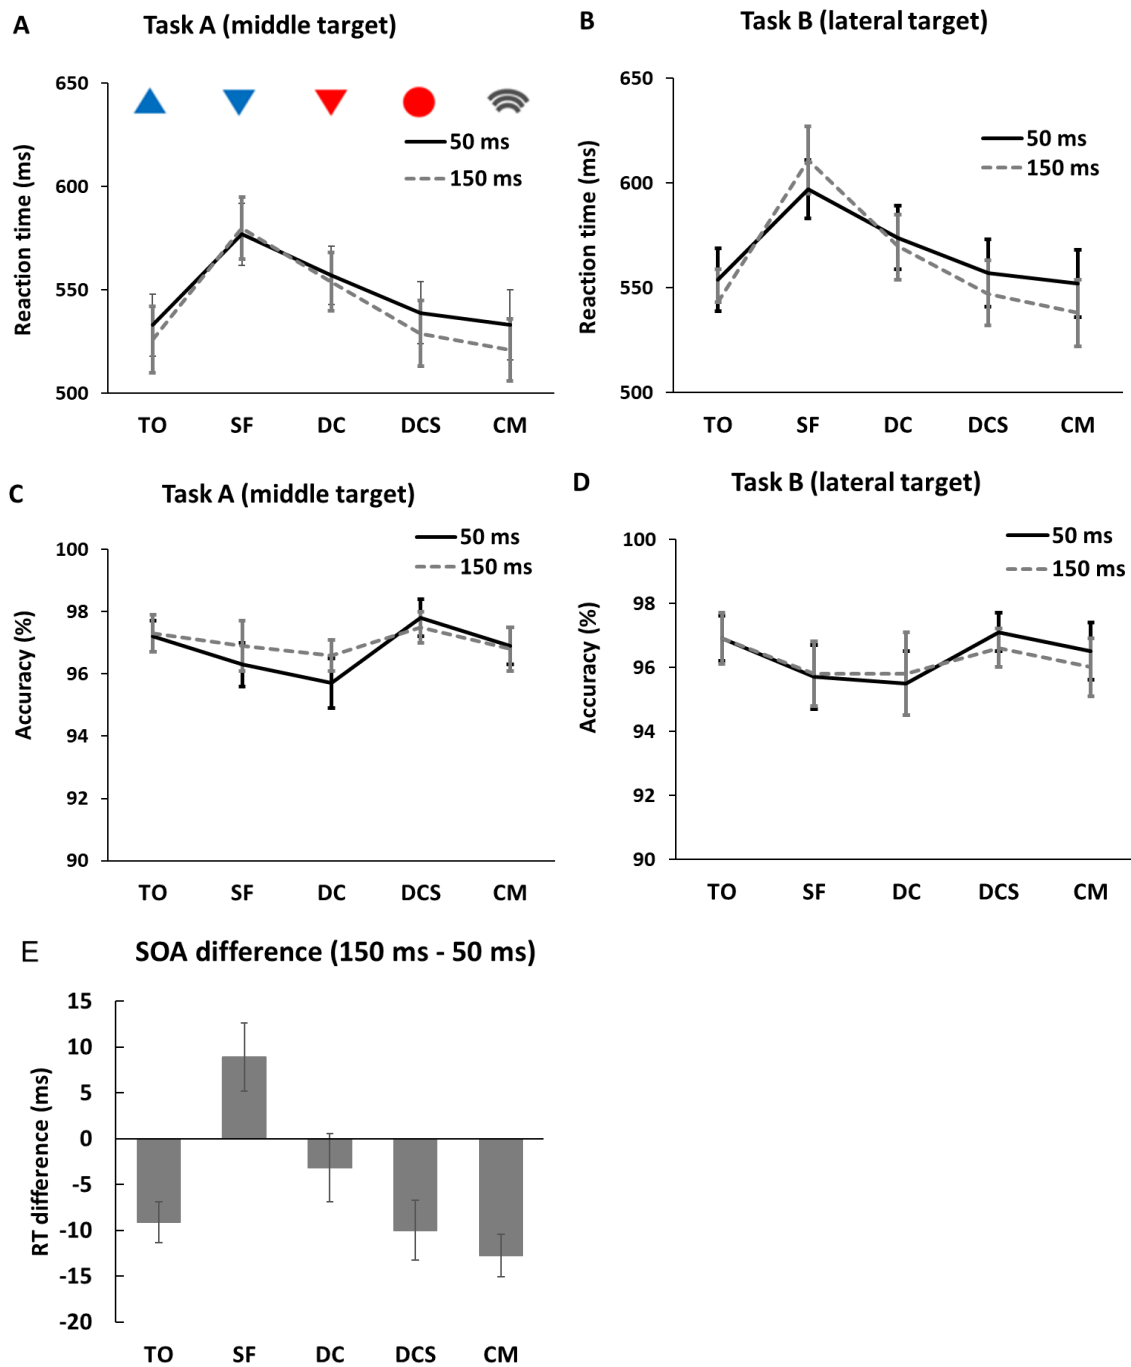 A
Task A (middle target)
650
600
550
500
Reaction time (ms)
50 ms
150 ms
TO SF DC DCS CM
B
Task B (lateral target)
650
600
550
500
Reaction time (ms)
50 ms
150 ms
TO SF DC DCS CM
C
Task A (middle target)
100
98
96
94
92
90
Accuracy (%)
50 ms
150 ms
TO SF DC DCS CM
D
Task B (lateral target)
100
98
96
94
92
90
Accuracy (%)
50 ms
150 ms
TO SF DC DCS CM
E
SOA difference (150 ms - 50 ms)
15
10
5
0
-5
-10
-15
-20
RT difference (ms)
TO SF DC DCS CM